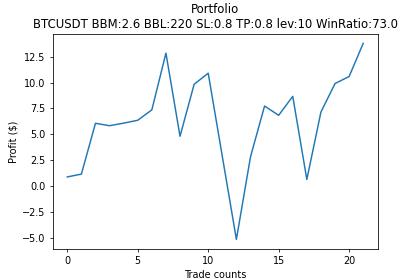 Portfolio
BTCUSDT BBM:2.6 BBL:220 SL:0.8 TP:0.8 lev:10 WinRatio:73.0
12.5
10.0
7.5
5.0
2.5
0.0
−2.5
−5.0
Profit ($)
0 5 10 15 20
Trade counts